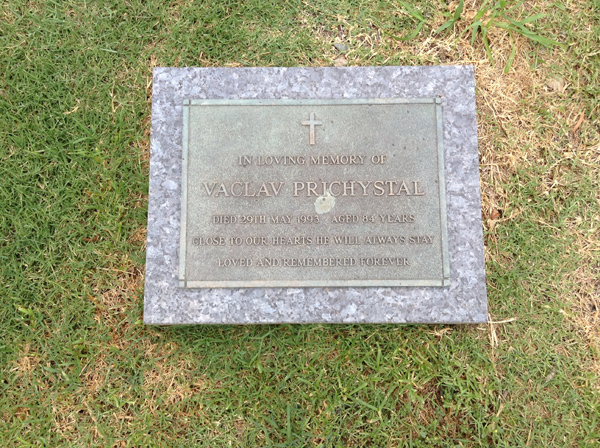 IN LOVING MEMORY OF
VACLAV PRICHYSTAL
DIED 29TH MAY 1993 · AGED 84 YEARS
CLOSE TO OUR HEARTS HE WILL ALWAYS STAY
LOVED AND REMEMBERED FOREVER